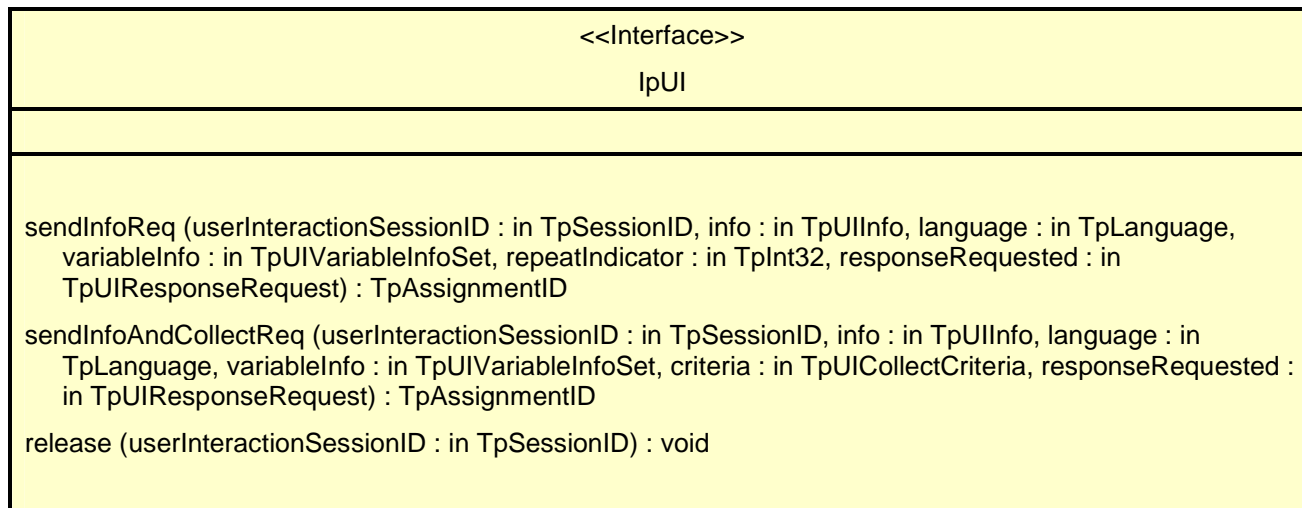 <<Interface>>
IpUI
sendInfoReq (userInteractionSessionID : in TpSessionID, info : in TpUIInfo, language : in TpLanguage,
variableInfo : in TpUIVariableInfoSet, repeatIndicator : in TpInt32, responseRequested : in
TpUIResponseRequest) : TpAssignmentID
sendInfoAndCollectReq (userInteractionSessionID : in TpSessionID, info : in TpUIInfo, language : in
TpLanguage, variableInfo : in TpUIVariableInfoSet, criteria : in TpUICollectCriteria, responseRequested :
in TpUIResponseRequest) : TpAssignmentID
release (userInteractionSessionID : in TpSessionID) : void